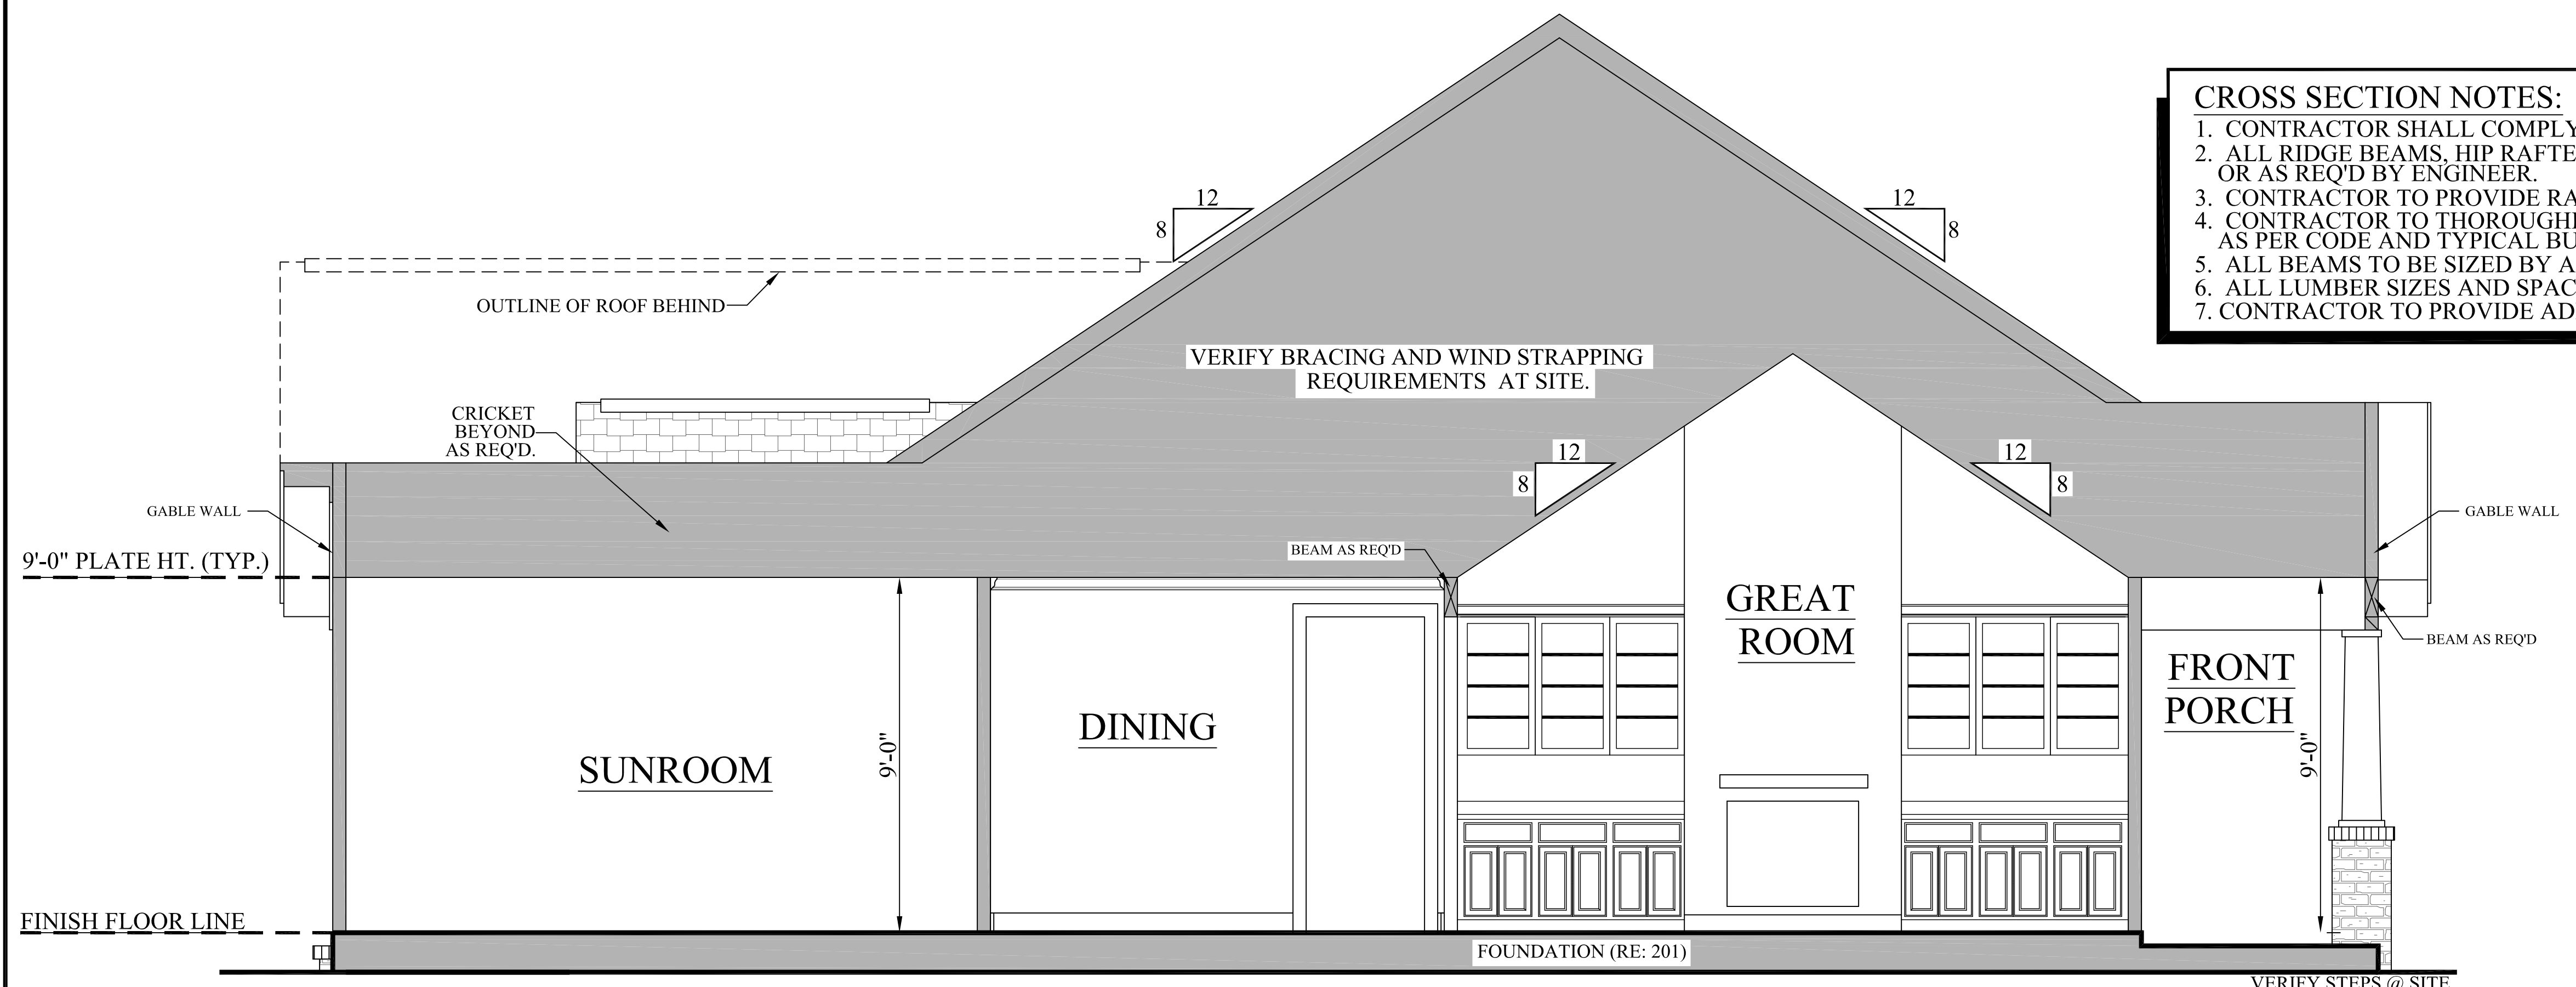 CROSS SECTION NOTES:
1. CONTRACTOR SHALL COMPLY
2. ALL RIDGE BEAMS, HIP RAFTE
OR AS REQ'D BY ENGINEER.
3. CONTRACTOR TO PROVIDE RA
4. CONTRACTOR TO THOROUGH
AS PER CODE AND TYPICAL BU
5. ALL BEAMS TO BE SIZED BY A
6. ALL LUMBER SIZES AND SPAC
7. CONTRACTOR TO PROVIDE AD
12
8
12
8
OUTLINE OF ROOF BEHIND
VERIFY BRACING AND WIND STRAPPING
REQUIREMENTS AT SITE.
CRICKET
BEYOND
AS REQ'D.
12
8
12
8
GABLE WALL
GABLE WALL
9'-0" PLATE HT. (TYP.)
BEAM AS REQ'D
GREAT
ROOM
BEAM AS REQ'D
FRONT
PORCH
DINING
SUNROOM
9'-0"
9'-0"
FINISH FLOOR LINE
FOUNDATION (RE: 201)
VERIFY STEPS @ SITE